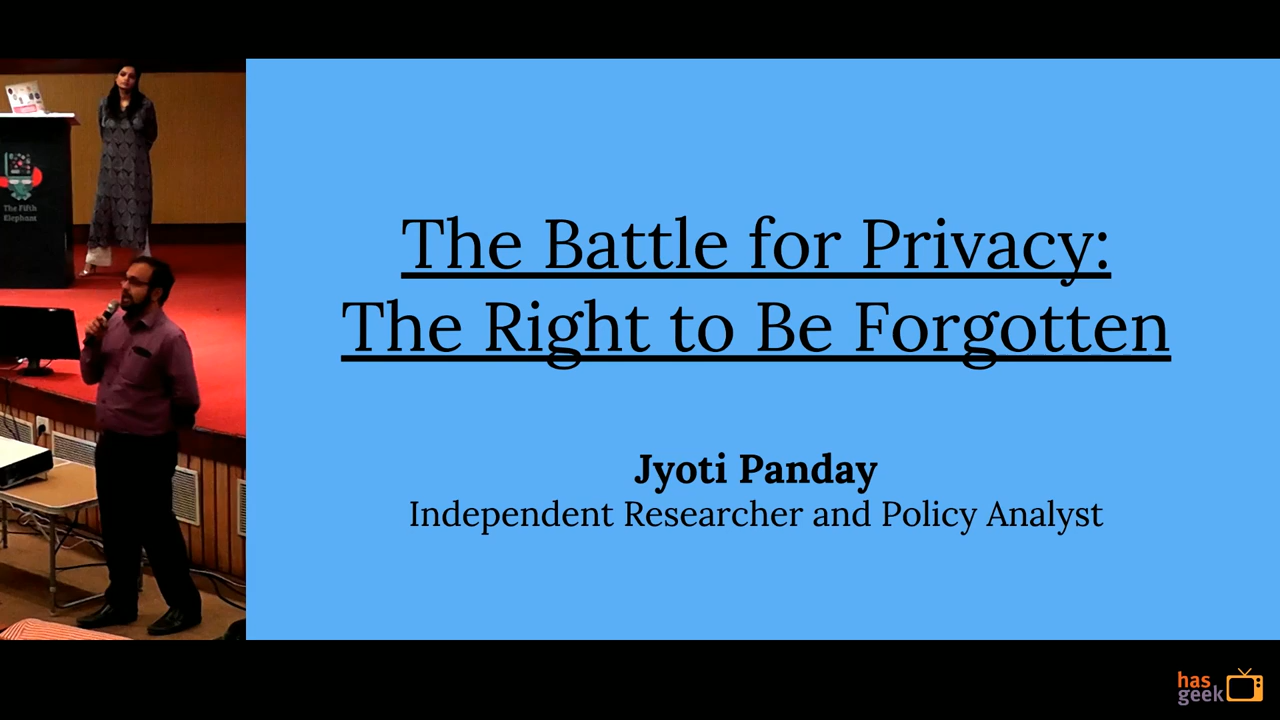 The Fifth
Elephant
The Battle for Privacy:
The Right to Be Forgotten
Jyoti Panday
Independent Researcher and Policy Analyst
has
geek